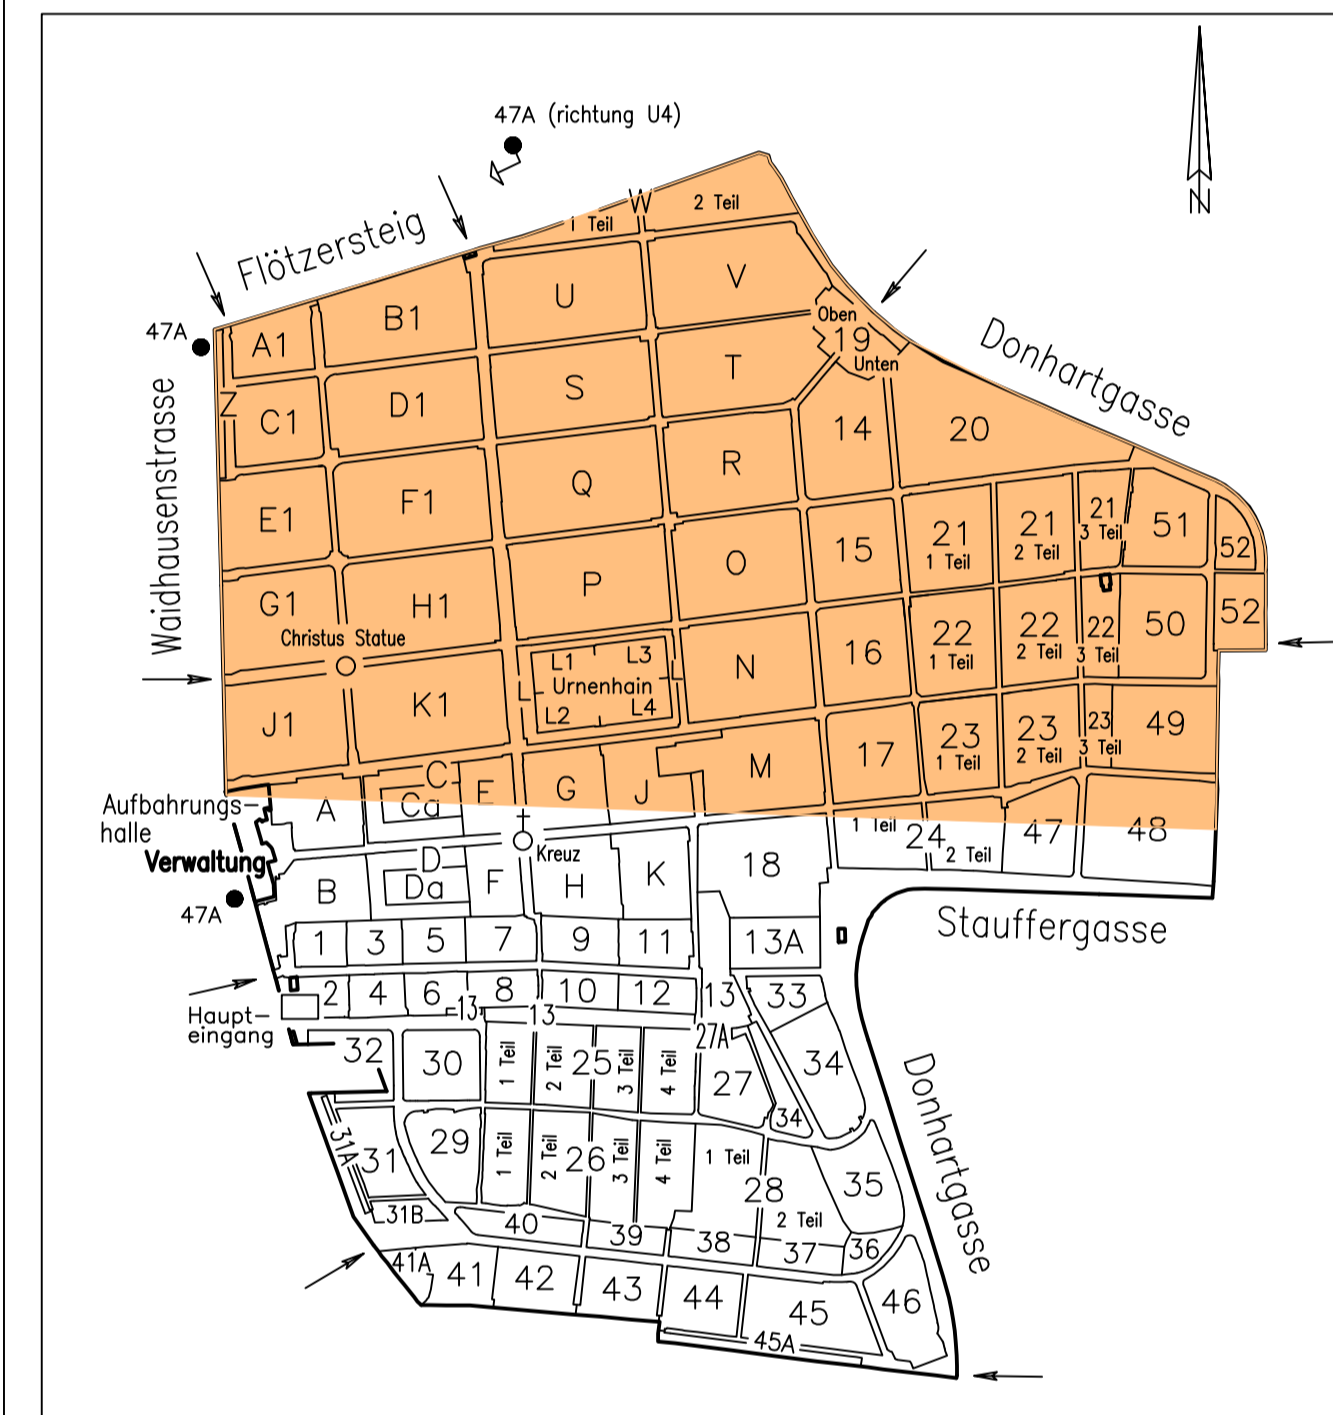 47A (richtung U4)
N
Flötzersteig
W
1 Teil
2 Teil
47A
A1
B1
U
V
Oben
19
Unten
Donhartgasse
Waidhausenstrasse
Z
C1
D1
S
T
14
20
E1
F1
Q
R
15
21
1 Teil
21
2 Teil
21
3 Teil
51
52
G1
H1
P
O
Christus Statue
16
22
1 Teil
22
2 Teil
22
3 Teil
50
52
J1
K1
L
L1
L3
Urnenhain
L2
L4
L
N
M
17
23
1 Teil
23
2 Teil
23
3 Teil
49
Aufbahrungs-
halle
Verwaltung
47A
A
C
Ca
E
G
J
Kreuz
1 Teil
24
2 Teil
47
48
B
D
Da
F
H
K
18
Stauffergasse
1
3
5
7
9
11
13A
2
4
6
8
10
12
13
33
13
13
Haupt-
eingang
32
30
1 Teil
2 Teil
25
3 Teil
4 Teil
27A
27
34
34
Donhartgasse
31A
31
29
1 Teil
2 Teil
26
3 Teil
4 Teil
1 Teil
28
2 Teil
35
31B
40
39
38
37
36
41A
41
42
43
44
45
46
45A